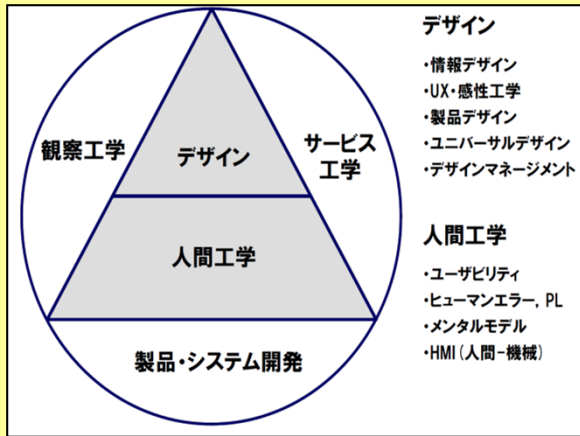 観察工学
デザイン
サービス
工学
人間工学
製品・システム開発
デザイン
・情報デザイン
・UX・感性工学
・製品デザイン
・ユニバーサルデザイン
・デザインマネージメント
人間工学
・ユーザビリティ
・ヒューマンエラー, PL
・メンタルモデル
・HMI(人間-機械)